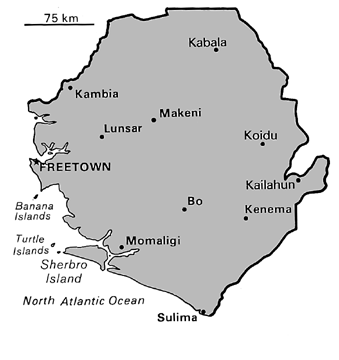 75 km
Kabala
Kambia
Makeni
Lunsar
Koidu
FREETOWN
Kailahun
Banana
Islands
Bo
Kenema
Turtle
Islands
Momaligi
Sherbro
Island
North Atlantic Ocean
Sulima